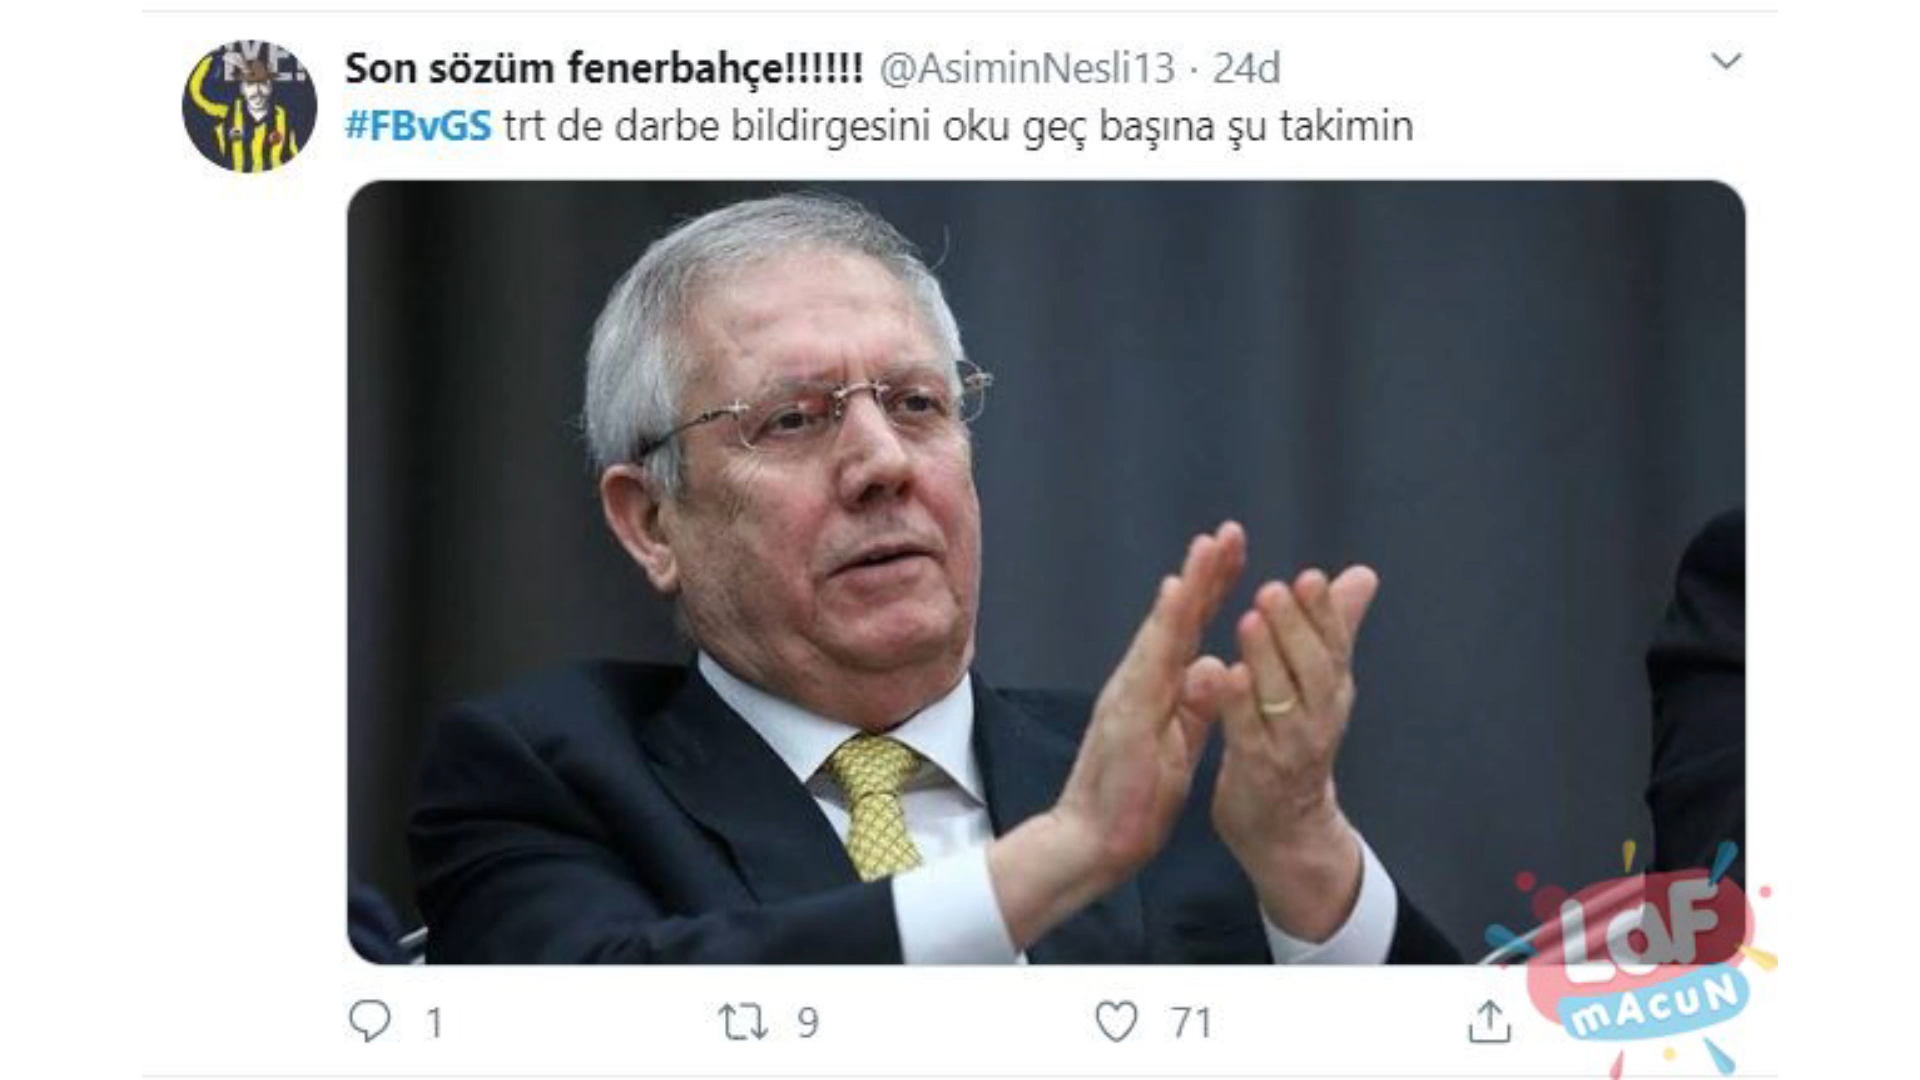 Son sözüm fenerbahçe!!!!!! @AsiminNesli13 · 24d
#FBvGS trt de darbe bildirgesini oku geç başına şu takimin
1 9 71
LaF
mAcuN